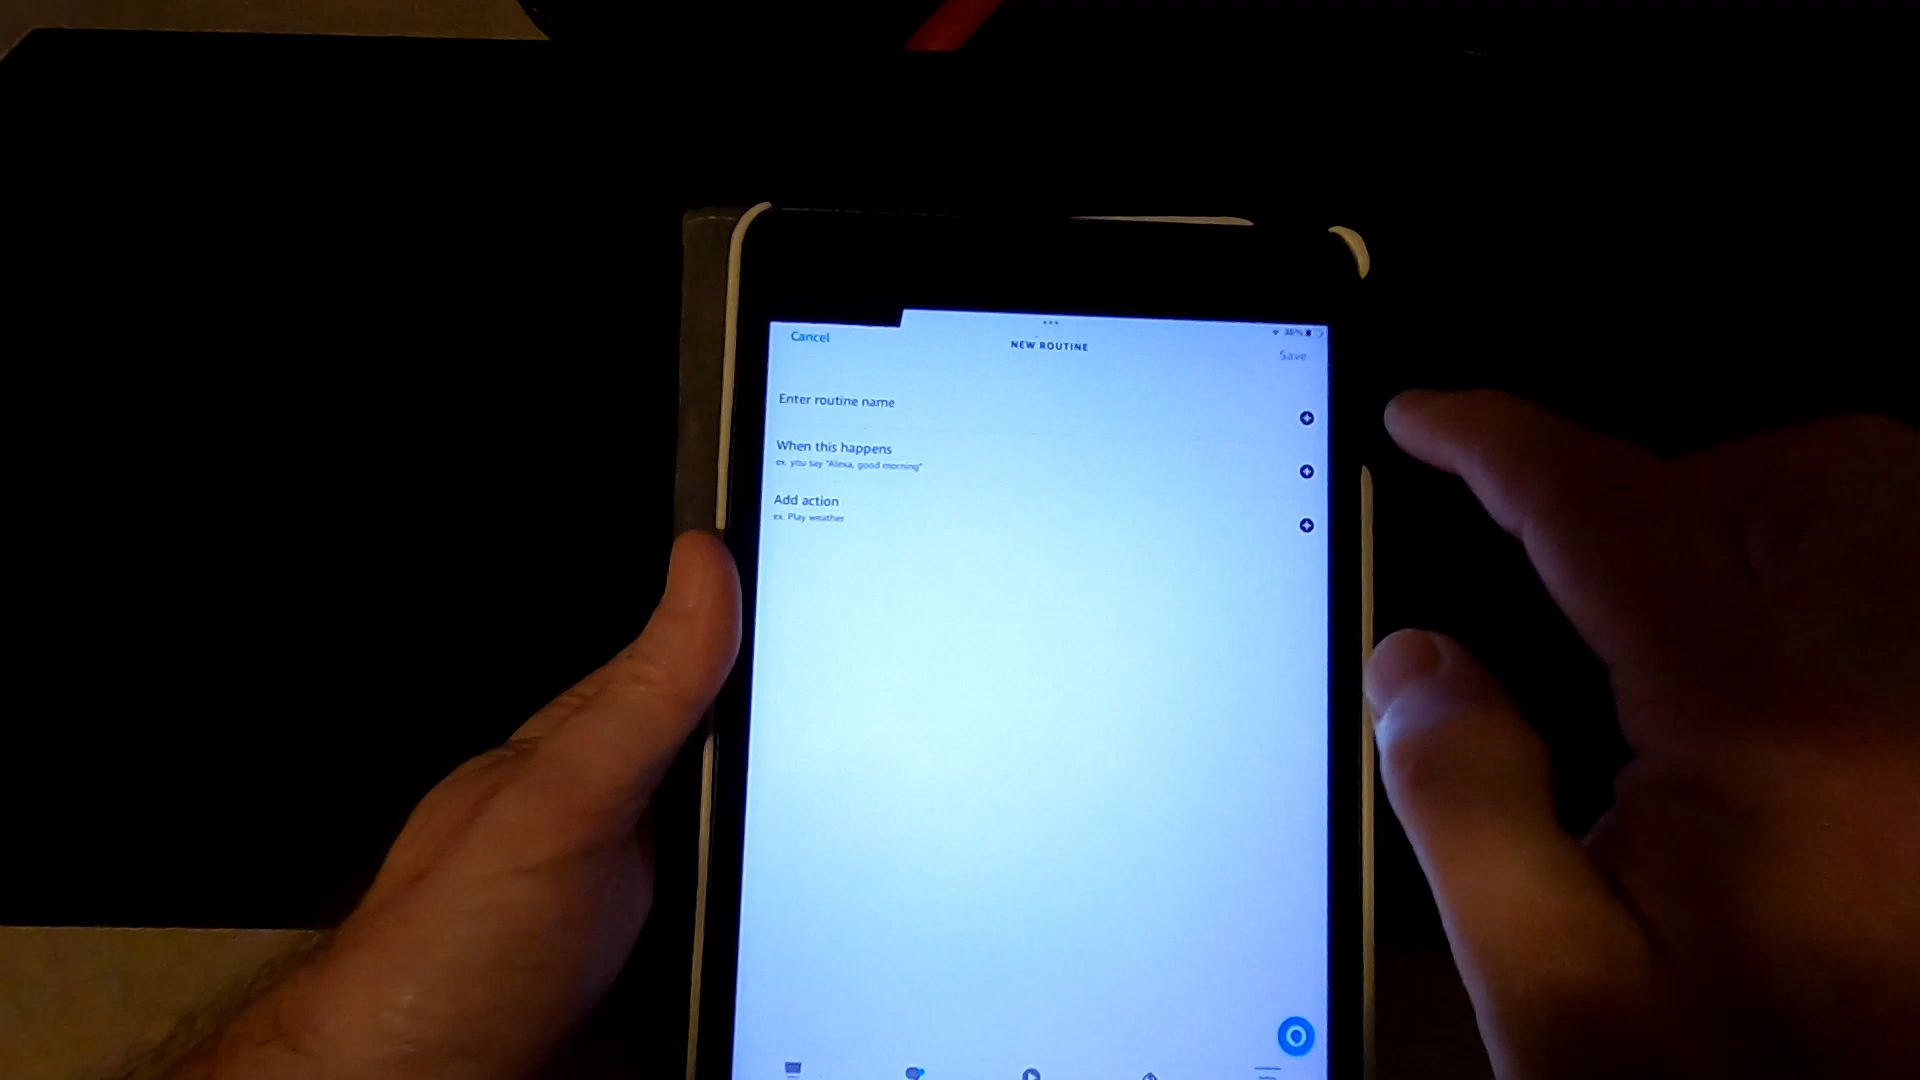 Cancel
NEW ROUTINE
35%
Save
Enter routine name
When this happens
ex. you say "Alexa, good morning"
Add action
ex. Play weather